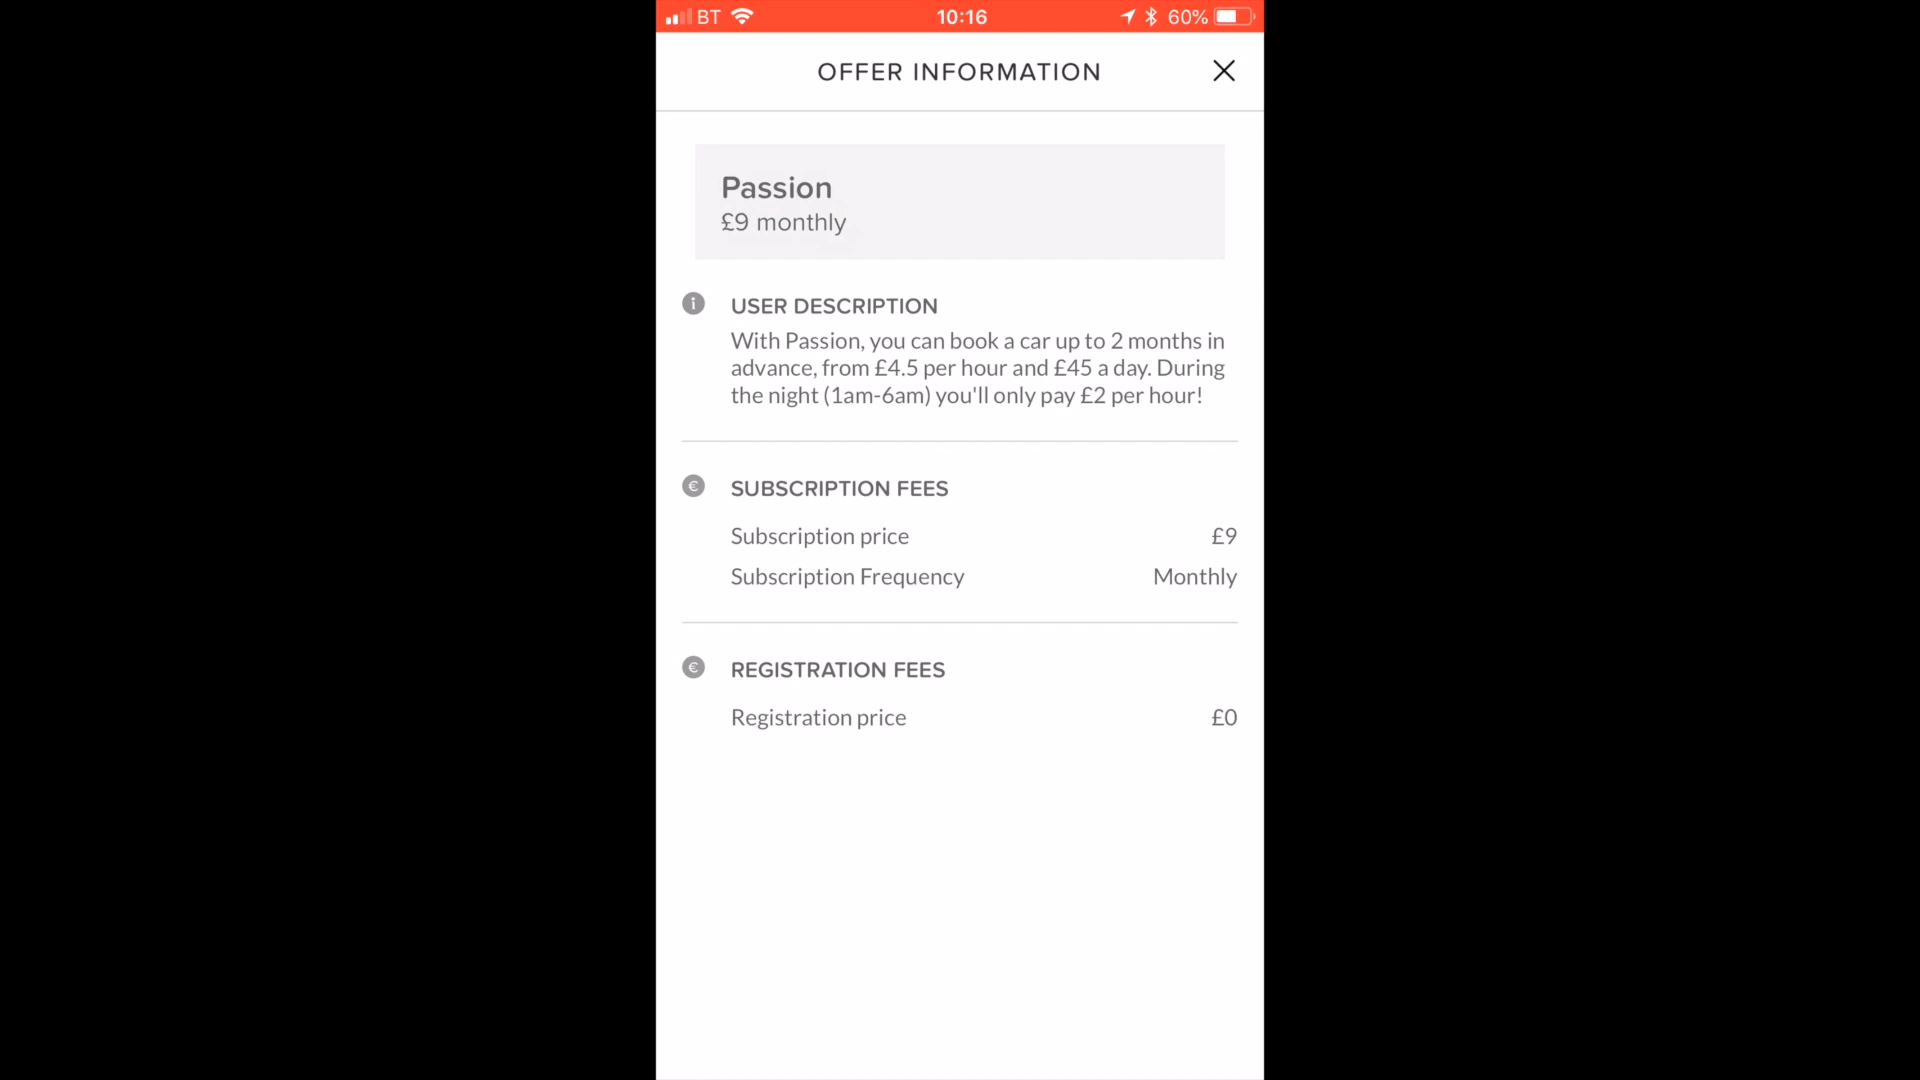 BT 10:16 60%
OFFER INFORMATION
Passion
£9 monthly
USER DESCRIPTION
With Passion, you can book a car up to 2 months in
advance, from £4.5 per hour and £45 a day. During
the night (1am-6am) you'll only pay £2 per hour!
€ SUBSCRIPTION FEES
Subscription price £9
Subscription Frequency Monthly
€ REGISTRATION FEES
Registration price £0